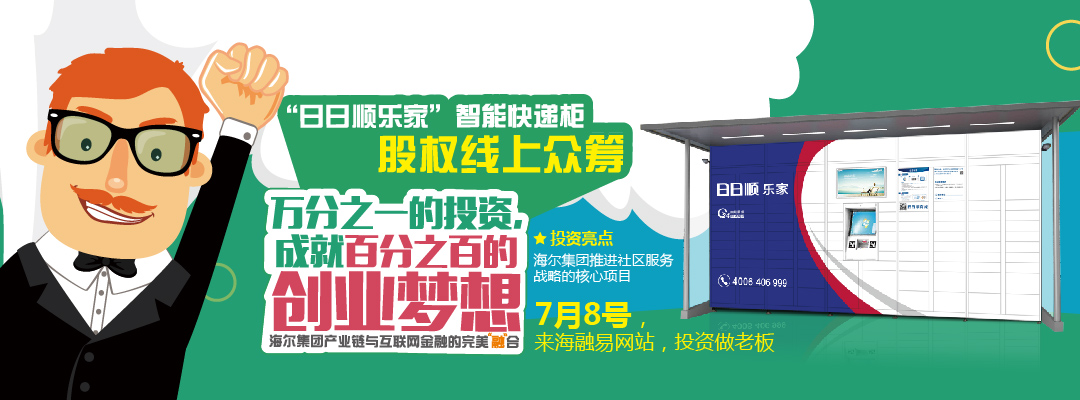 “日日顺乐家”智能快递柜
股权线上众筹
万分之一的投资,
成就百分之百的
创业梦想
海尔集团产业链与互联网金融的完美"融"合
投资亮点
海尔集团推进社区服务
战略的核心项目
7月8号，
来海融易网站，投资做老板
日日顺 乐家
4006 406 999